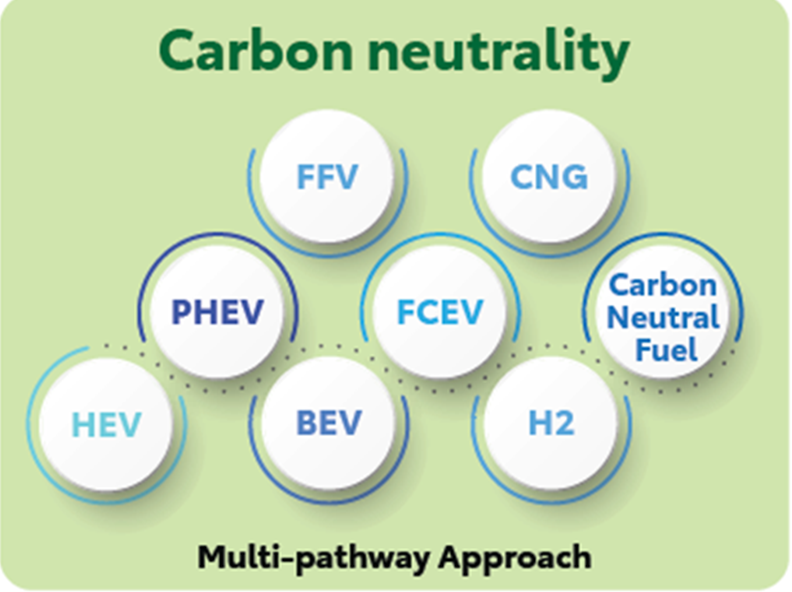 Carbon neutrality
FFV
CNG
PHEV
FCEV
Carbon
Neutral
Fuel
HEV
BEV
H2
Multi-pathway Approach